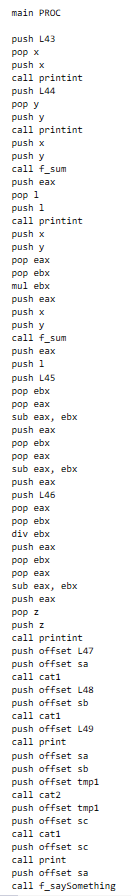 main PROC
push L43
pop x
push x
call printint
push L44
pop y
push y
call printint
push x
push y
call f_sum
push eax
pop l
push l
call printint
push x
push y
pop eax
pop ebx
mul ebx
push eax
push x
push y
call f_sum
push eax
push l
push L45
pop ebx
pop eax
sub eax, ebx
push eax
pop ebx
pop eax
sub eax, ebx
push eax
push L46
pop eax
pop ebx
div ebx
push eax
pop ebx
pop eax
sub eax, ebx
push eax
pop z
push z
call printint
push offset L47
push offset sa
call cat1
push offset L48
push offset sb
call cat1
push offset L49
call print
push offset sa
push offset sb
push offset tmp1
call cat2
push offset tmp1
push offset sc
call cat1
push offset sc
call print
push offset sa
call f_saySomething